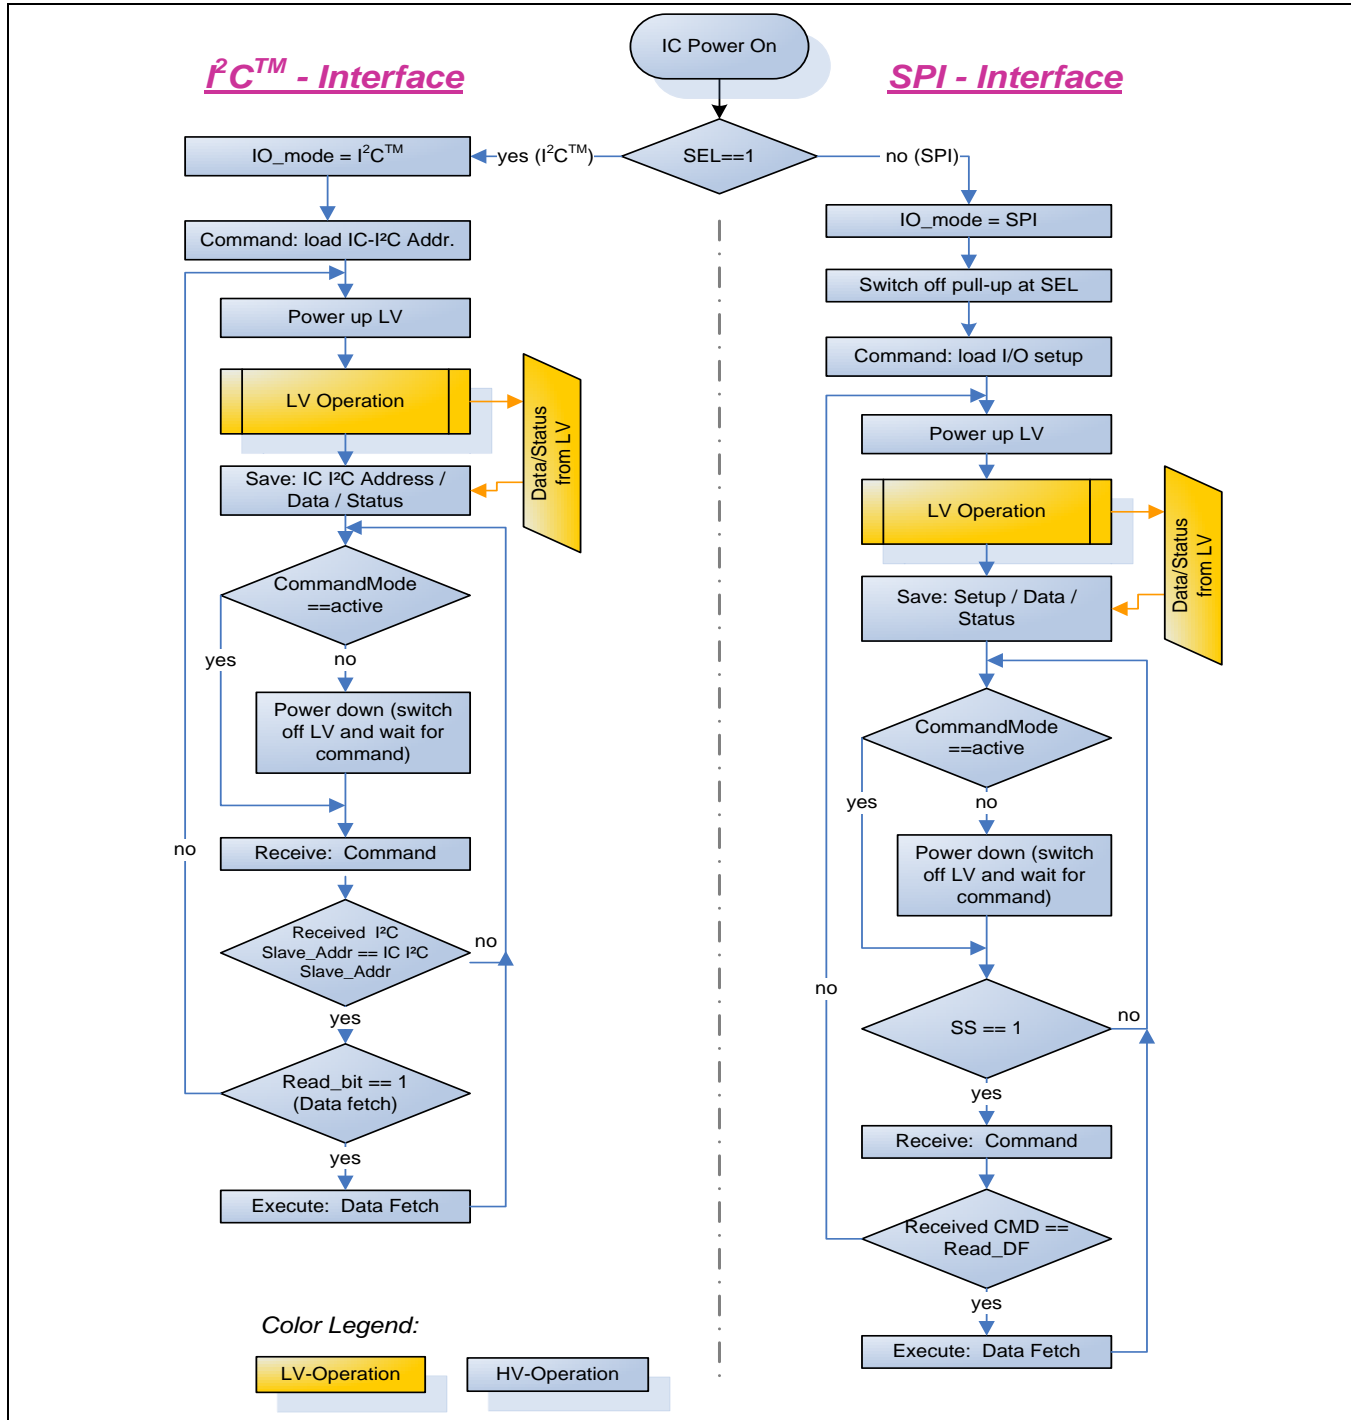 IC Power On
I²C™ - Interface
SPI - Interface
SEL==1
yes (I²C™)
no (SPI)
IO_mode = I²C™
Command: load IC-I²C Addr.
Power up LV
LV Operation
Data/Status
from LV
Save: IC I²C Address /
Data / Status
CommandMode
==active
yes
no
Power down (switch
off LV and wait for
command)
Receive: Command
no
Received I²C
Slave_Addr == IC I²C
Slave_Addr
no
yes
Read_bit == 1
(Data fetch)
yes
Execute: Data Fetch
IO_mode = SPI
Switch off pull-up at SEL
Command: load I/O setup
Power up LV
LV Operation
Data/Status
from LV
Save: Setup / Data /
Status
CommandMode
==active
yes
no
Power down (switch
off LV and wait for
command)
no
SS == 1
no
yes
Receive: Command
Received CMD ==
Read_DF
yes
Execute: Data Fetch
Color Legend:
LV-Operation
HV-Operation